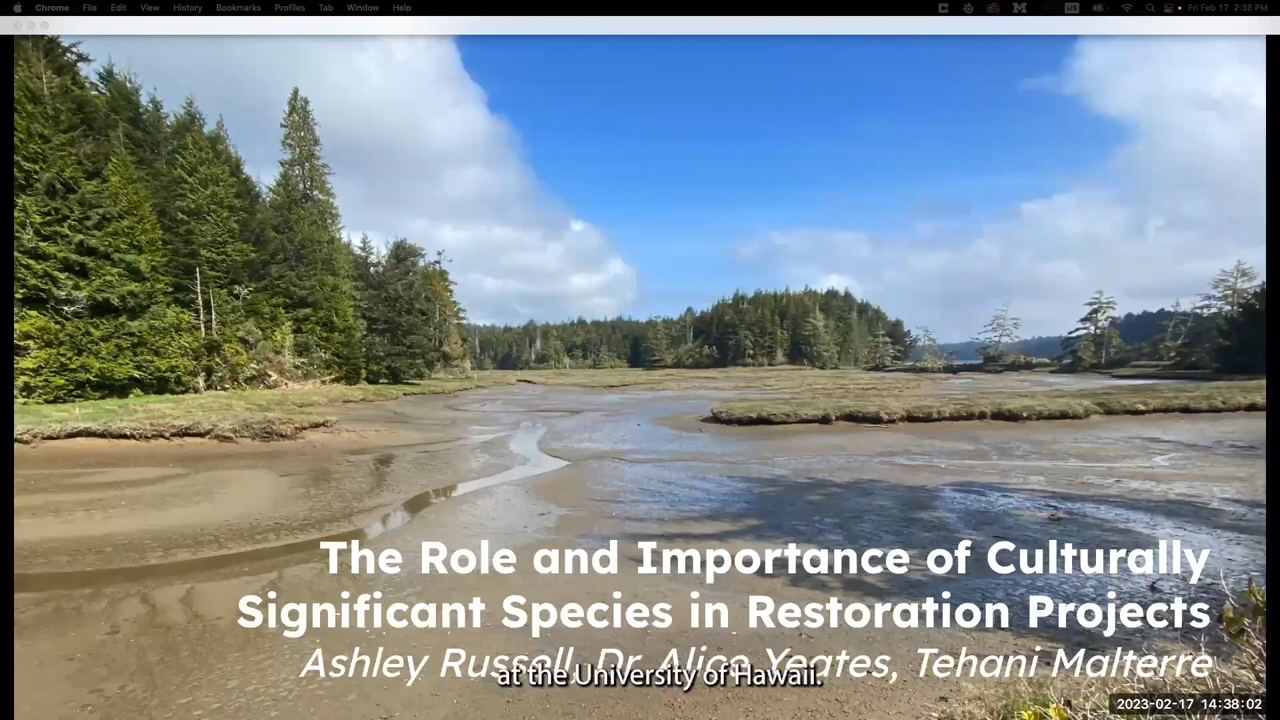 Chrome File Edit View History Bookmarks Profiles Tab Window Help US Fri Feb 17 2:38 PM
The Role and Importance of Culturally
Significant Species in Restoration Projects
Ashley Russell, Dr. Alice Yeates, Tehani Malterre
at the University of Hawaii.
2023-02-17 14:38:02